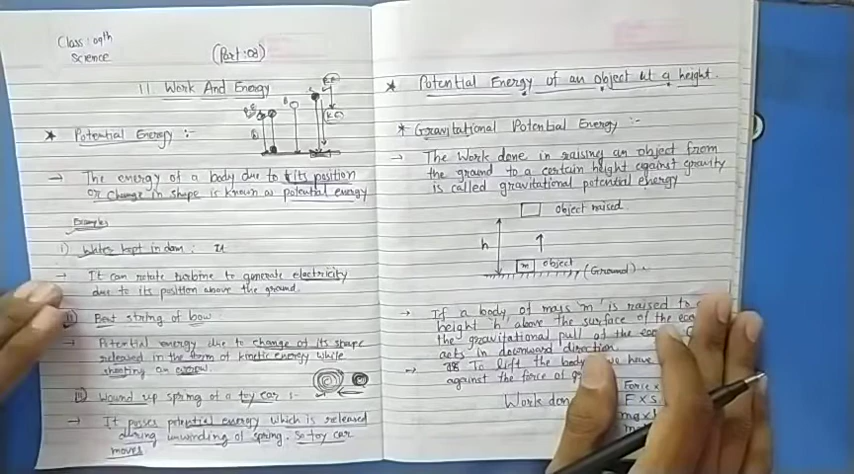 Class: 09th
Science
(Part:08)
11. Work And Energy
* Potential Energy :-
→ The energy of a body due to its position
or change in shape is known as potential energy
Examples
i) Water kept in dam: It
→ It can rotate turbine to generate electricity
due to its position above the ground.
ii) Bent string of bow
→ Potential energy due to change of its shape
released in the form of kinetic energy while
shooting an arrow.
iii) Wound up spring of a toy car :-
→ It posses potential energy which is released
during unwinding of spring. So toy car
moves
* Potential Energy of an object at a height.
* Gravitational Potential Energy :-
→ The Work done in raising an object from
the ground to a certain height against gravity
is called gravitational potential energy
object raised.
h
m object
(Ground)
→ If a body, of mass 'm' is raised to
height 'h' above the surface of the
the gravitational pull of the
acts in downward direction.
→ To lift the body we have
against the force of
Work don
Force ×
F × s
mg ×